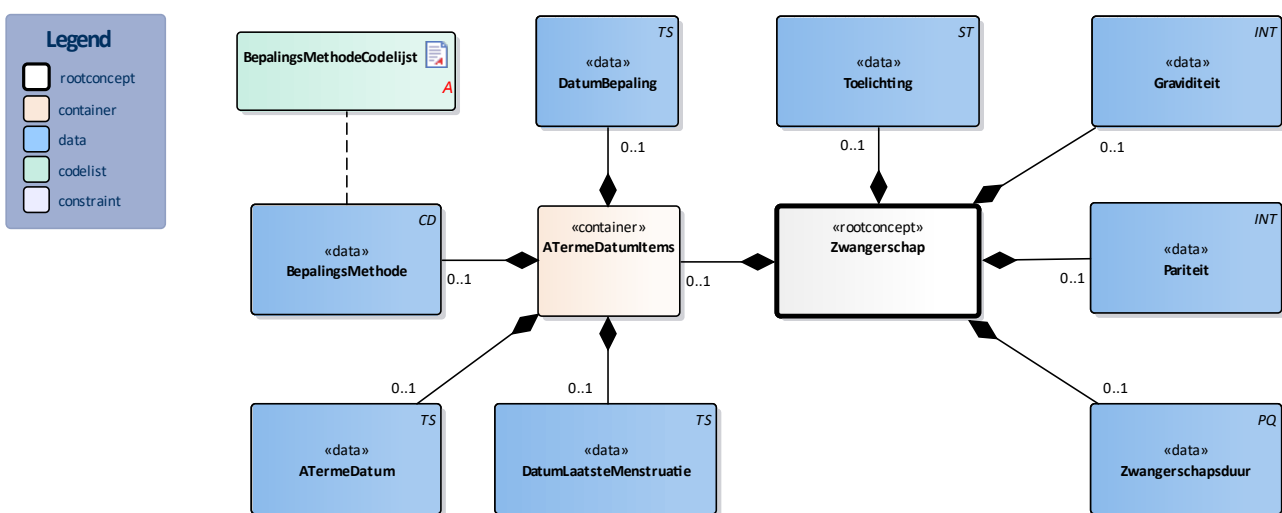 Legend
rootconcept
container
data
codelist
constraint
BepalingsMethodeCodelijst
A
TS
«data»
DatumBepaling
0..1
ST
«data»
Toelichting
0..1
INT
«data»
Graviditeit
0..1
CD
«data»
BepalingsMethode
0..1
«container»
ATermeDatumItems
0..1
«rootconcept»
Zwangerschap
INT
«data»
Pariteit
0..1
TS
«data»
ATermeDatum
0..1
TS
«data»
DatumLaatsteMenstruatie
0..1
PQ
«data»
Zwangerschapsduur
0..1